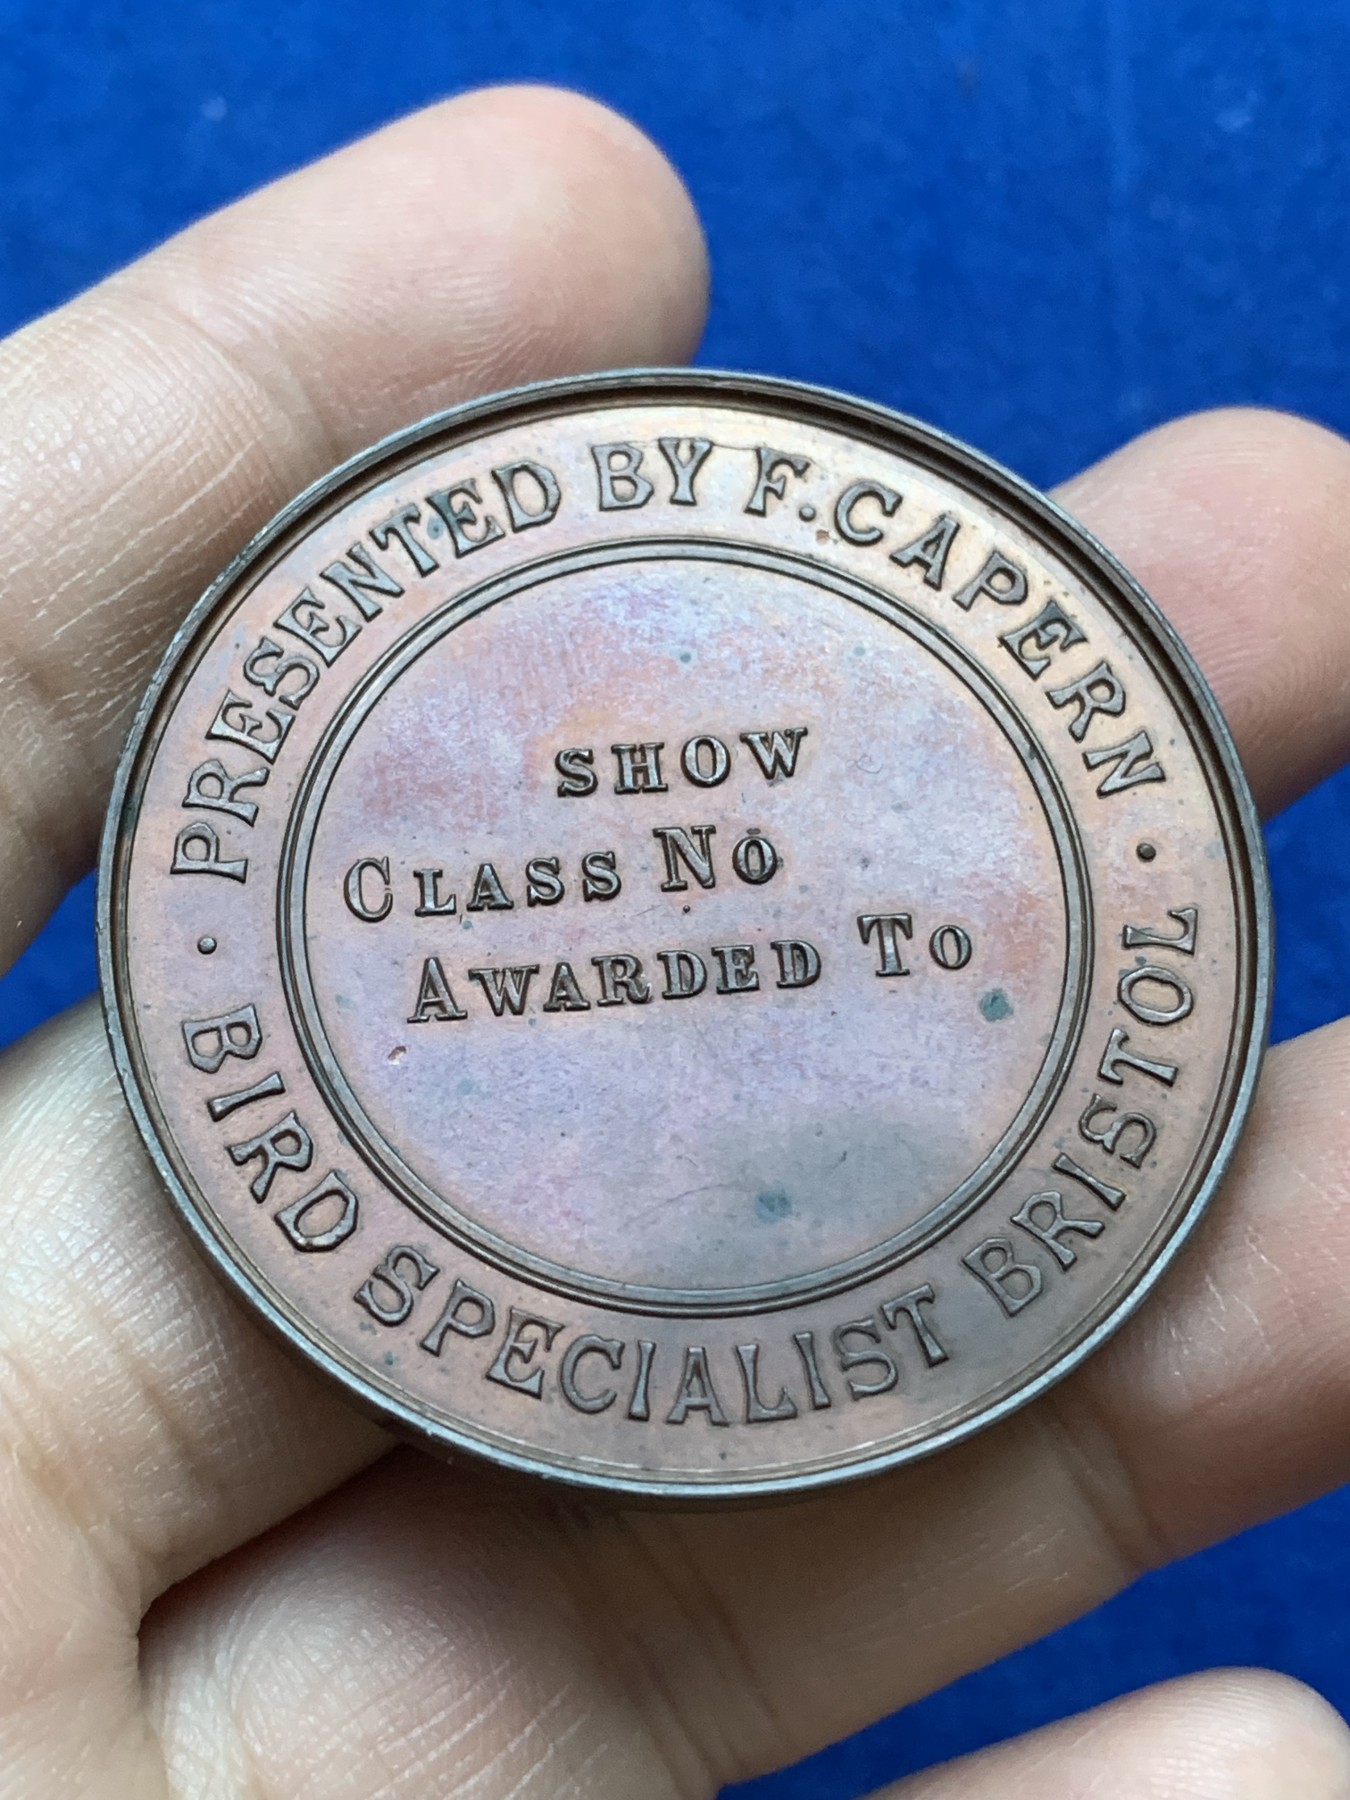 PRESENTED BY F. CAPERN
SHOW
CLASS NO
AWARDED TO
· BIRD SPECIALIST BRISTOL ·